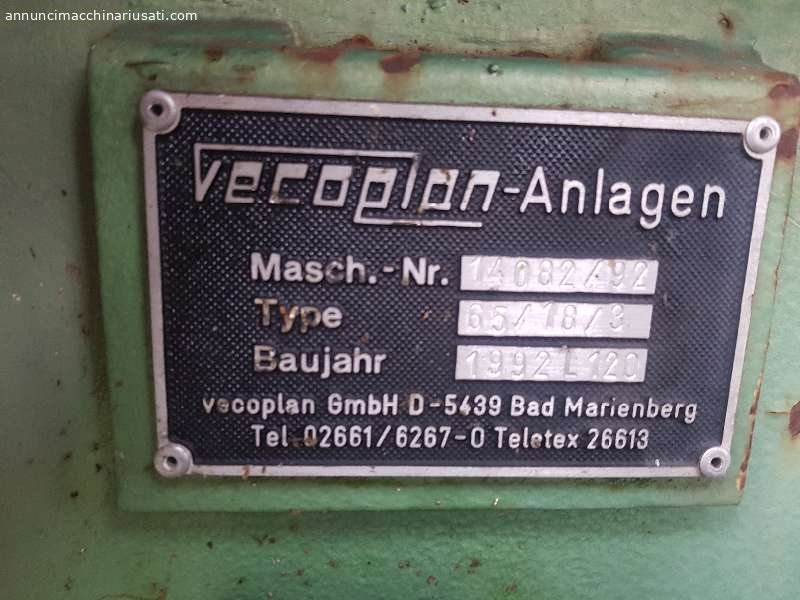 annuncimacchinariusati.com
vecoplan-Anlagen
Masch.-Nr. 14082/92
Type 65/18/3
Baujahr 1992 L 120
vecoplan GmbH D-5439 Bad Marienberg
Tel. 02661/6267-0 Teletex 26613